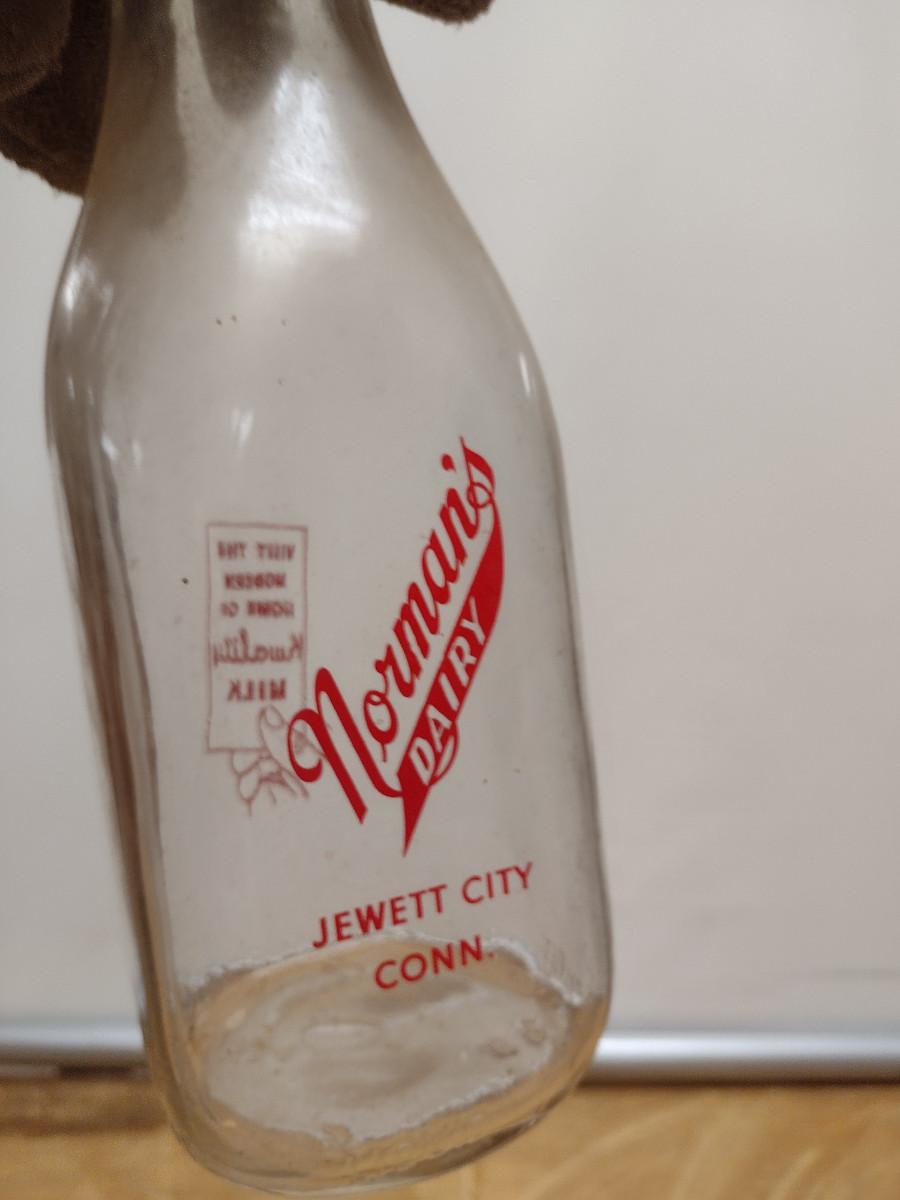 Norman's
DAIRY
JEWETT CITY
CONN.
VISIT THE
MODERN
HOME OF
Kwality
MILK